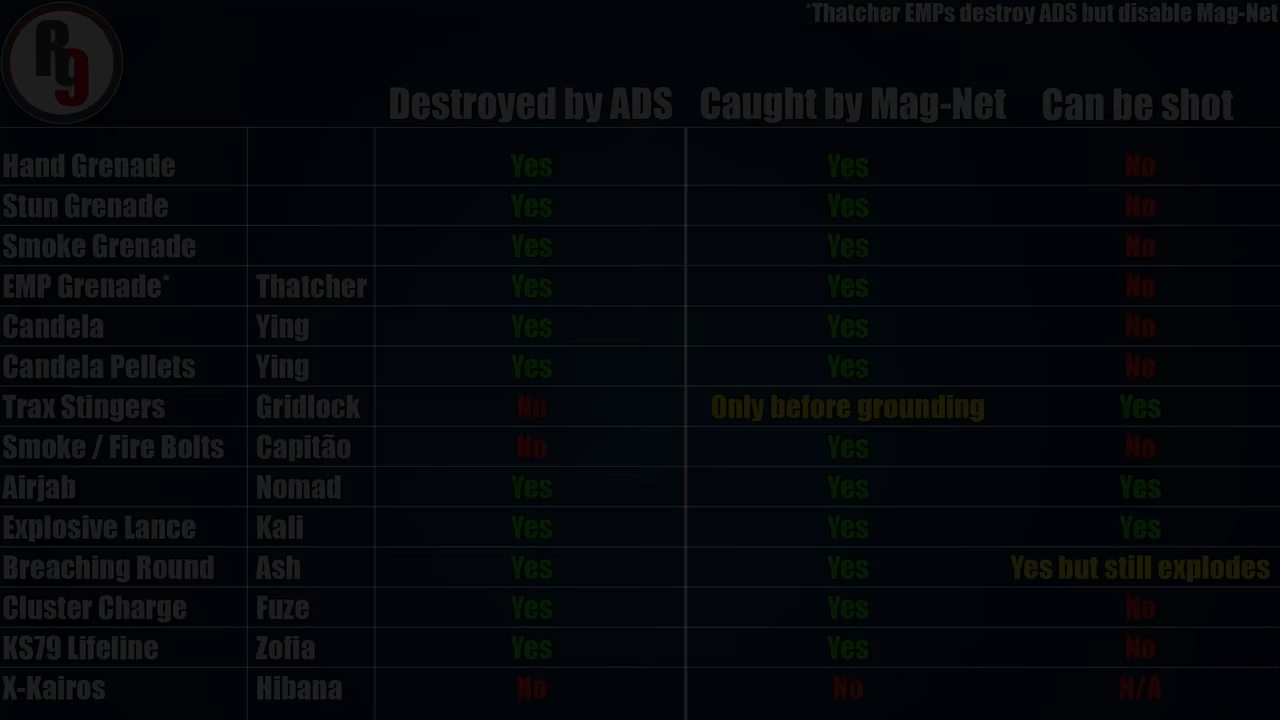 *Thatcher EMPs destroy ADS but disable Mag-Net
R9
Destroyed by ADS Caught by Mag-Net Can be shot
Hand Grenade Yes Yes No
Stun Grenade Yes Yes No
Smoke Grenade Yes Yes No
EMP Grenade* Thatcher Yes Yes No
Candela Ying Yes Yes No
Candela Pellets Ying Yes Yes No
Trax Stingers Gridlock No Only before grounding Yes
Smoke / Fire Bolts Capitão No Yes No
Airjab Nomad Yes Yes Yes
Explosive Lance Kali Yes Yes Yes
Breaching Round Ash Yes Yes Yes but still explodes
Cluster Charge Fuze Yes Yes No
KS79 Lifeline Zofia Yes Yes No
X-Kairos Hibana No No N/A